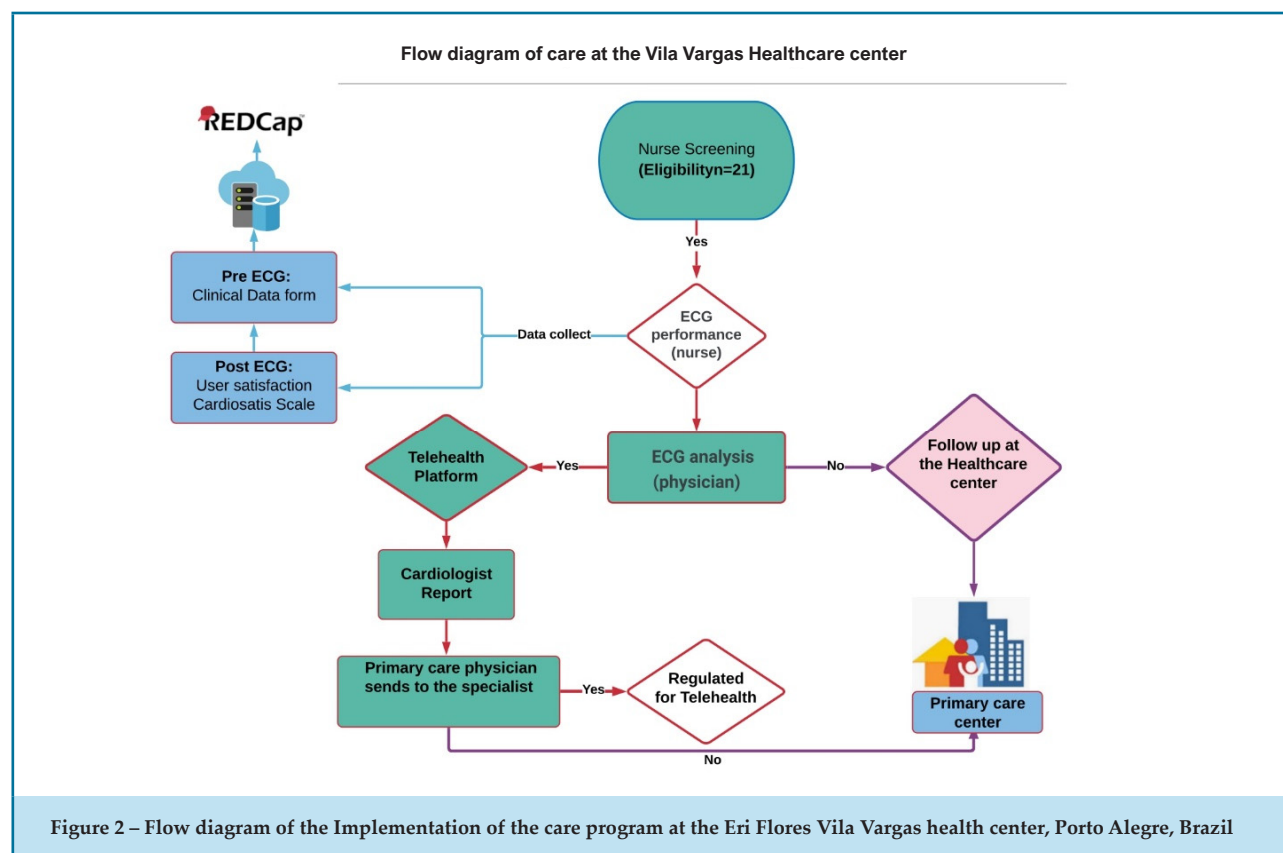 Flow diagram of care at the Vila Vargas Healthcare center
REDCap™
Nurse Screening
(Eligibilityn=21)
Yes
Pre ECG:
Clinical Data form
ECG
performance
(nurse)
Data collect
Post ECG:
User satisfaction
Cardiosatis Scale
Telehealth
Platform
Yes
ECG analysis
(physician)
No
Follow up at
the Healthcare
center
Cardiologist
Report
Primary care physician
sends to the specialist
Yes
Regulated
for Telehealth
Primary care
center
No
Figure 2 – Flow diagram of the Implementation of the care program at the Eri Flores Vila Vargas health center, Porto Alegre, Brazil